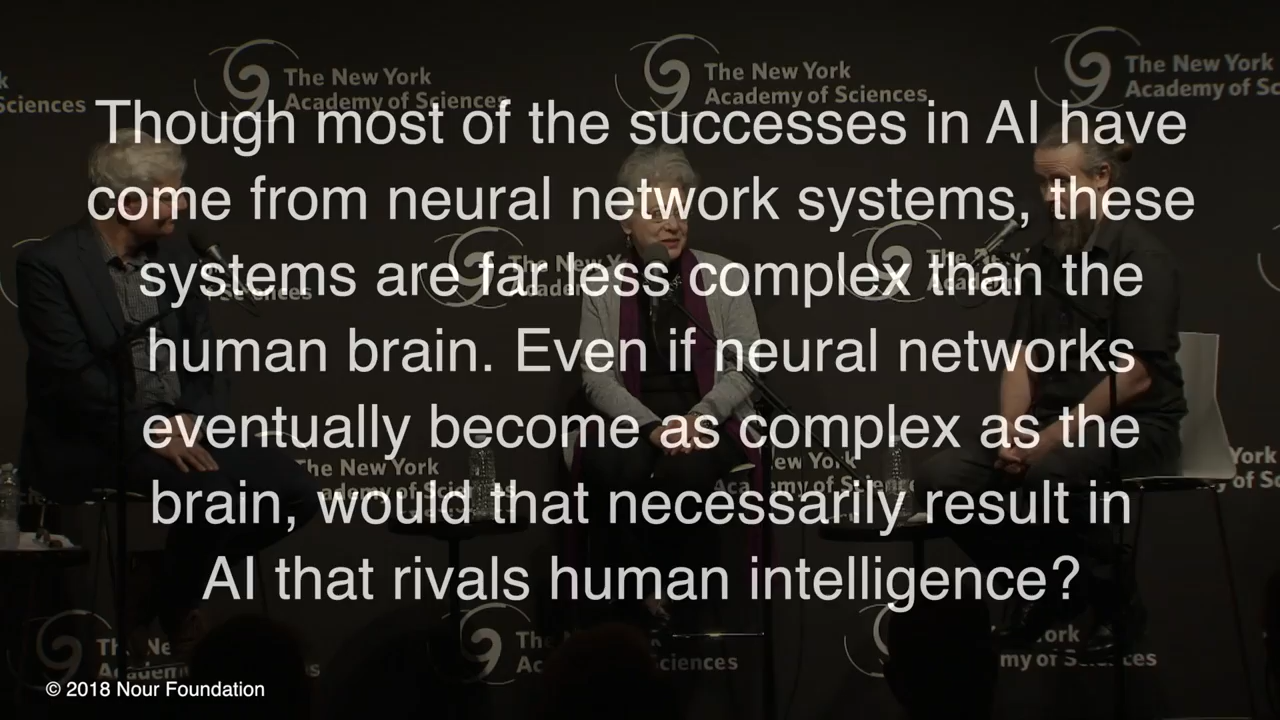 The New York
Academy of Sciences
The New York
Academy of Sciences
The New York
Academy of Sciences
Though most of the successes in AI have
come from neural network systems, these
systems are far less complex than the
human brain. Even if neural networks
eventually become as complex as the
brain, would that necessarily result in
AI that rivals human intelligence?
The New York
© 2018 Nour Foundation